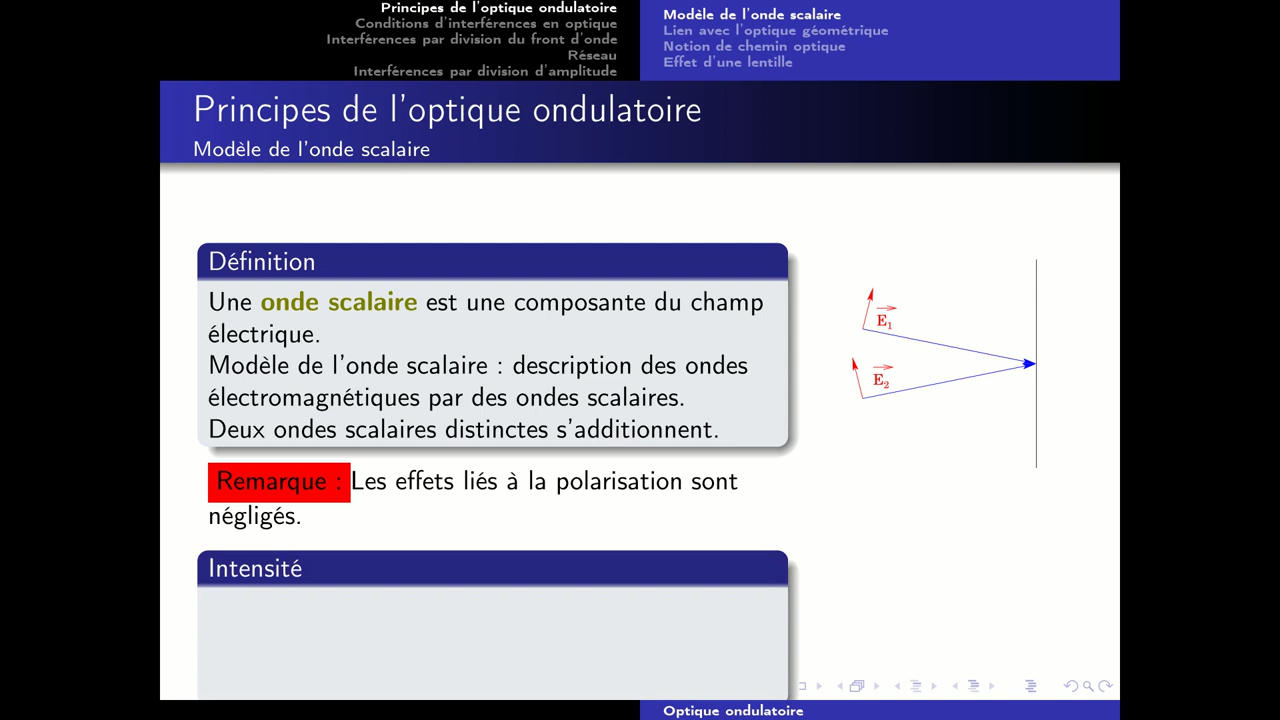 Principes de l'optique ondulatoire
Conditions d'interférences en optique
Interférences par division du front d'onde
Réseau
Interférences par division d'amplitude
Modèle de l'onde scalaire
Lien avec l'optique géométrique
Notion de chemin optique
Effet d'une lentille
Principes de l'optique ondulatoire
Modèle de l'onde scalaire
Définition
Une onde scalaire est une composante du champ
électrique.
Modèle de l'onde scalaire : description des ondes
électromagnétiques par des ondes scalaires.
Deux ondes scalaires distinctes s'additionnent.
Remarque : Les effets liés à la polarisation sont
négligés.
Intensité
E₁
E₂
Optique ondulatoire